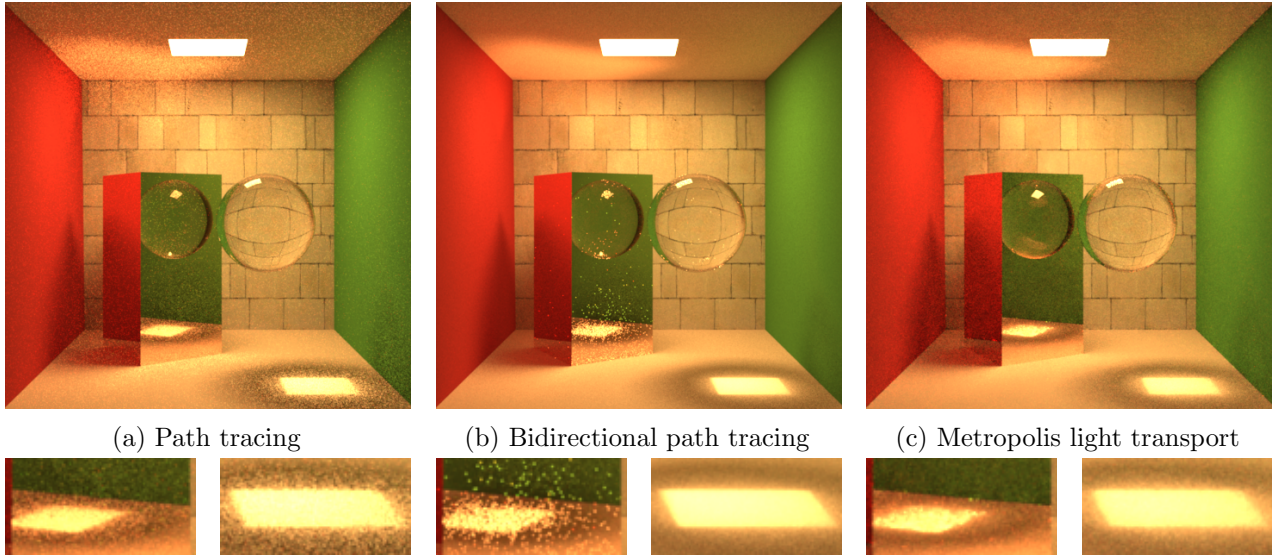 (a) Path tracing
(b) Bidirectional path tracing
(c) Metropolis light transport